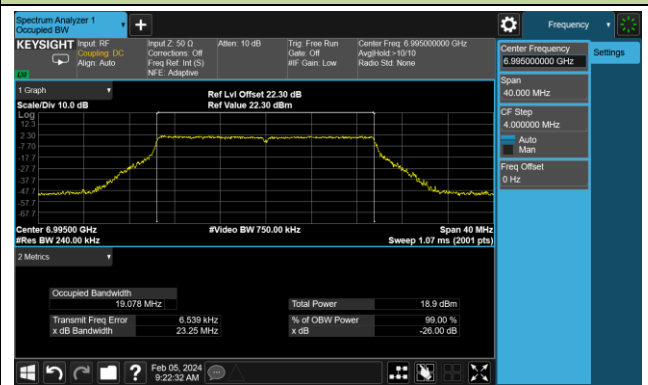 Spectrum Analyzer 1
Occupied BW
Frequency
KEYSIGHT
Input: RF
Coupling: DC
Align: Auto
Input Z: 50 Ω
Corrections: Off
Freq Ref: Int (S)
NFE: Adaptive
Atten: 10 dB
Trig: Free Run
Gate: Off
#IF Gain: Low
Center Freq: 6.995000000 GHz
Avg|Hold:>10/10
Radio Std: None
Center Frequency
6.995000000 GHz
Settings
Span
40.000 MHz
CF Step
4.000000 MHz
Auto
Man
Freq Offset
0 Hz
1 Graph
Scale/Div 10.0 dB
Ref Lvl Offset 22.30 dB
Ref Value 22.30 dBm
Log
12.3
2.30
-7.70
-17.7
-27.7
-37.7
-47.7
-57.7
-67.7
Center 6.99500 GHz
#Res BW 240.00 kHz
#Video BW 750.00 kHz
Span 40 MHz
Sweep 1.07 ms (2001 pts)
2 Metrics
Occupied Bandwidth
19.078 MHz
Total Power 18.9 dBm
Transmit Freq Error 6.539 kHz
% of OBW Power 99.00 %
x dB Bandwidth 23.25 MHz
x dB -26.00 dB
Feb 05, 2024
9:22:32 AM